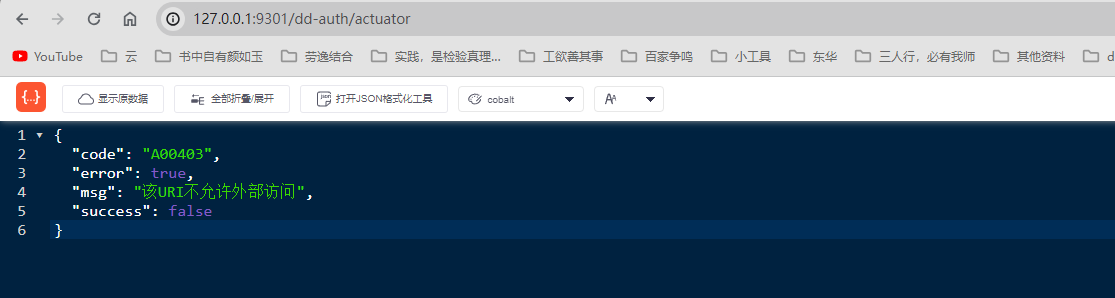 127.0.0.1:9301/dd-auth/actuator
YouTube 云 书中自有颜如玉 劳逸结合 实践，是检验真理... 工欲善其事 百家争鸣 小工具 东华 三人行，必有我师 其他资料 d
{..} 显示原数据 全部折叠/展开 json 打开JSON格式化工具 cobalt AA
1 {
2 "code": "A00403",
3 "error": true,
4 "msg": "该URI不允许外部访问",
5 "success": false
6 }